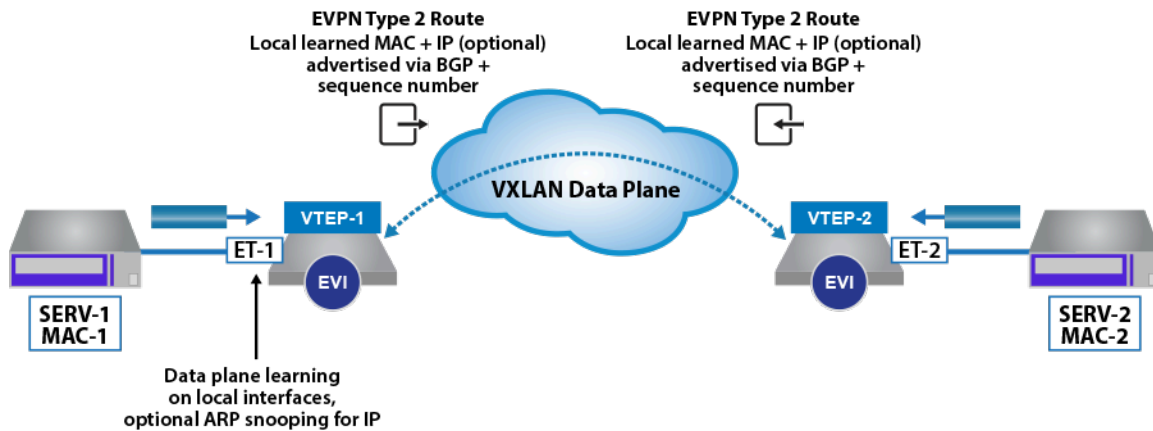 EVPN Type 2 Route
Local learned MAC + IP (optional)
advertised via BGP +
sequence number
EVPN Type 2 Route
Local learned MAC + IP (optional)
advertised via BGP +
sequence number
VXLAN Data Plane
VTEP-1
ET-1
EVI
SERV-1
MAC-1
VTEP-2
ET-2
EVI
SERV-2
MAC-2
Data plane learning
on local interfaces,
optional ARP snooping for IP